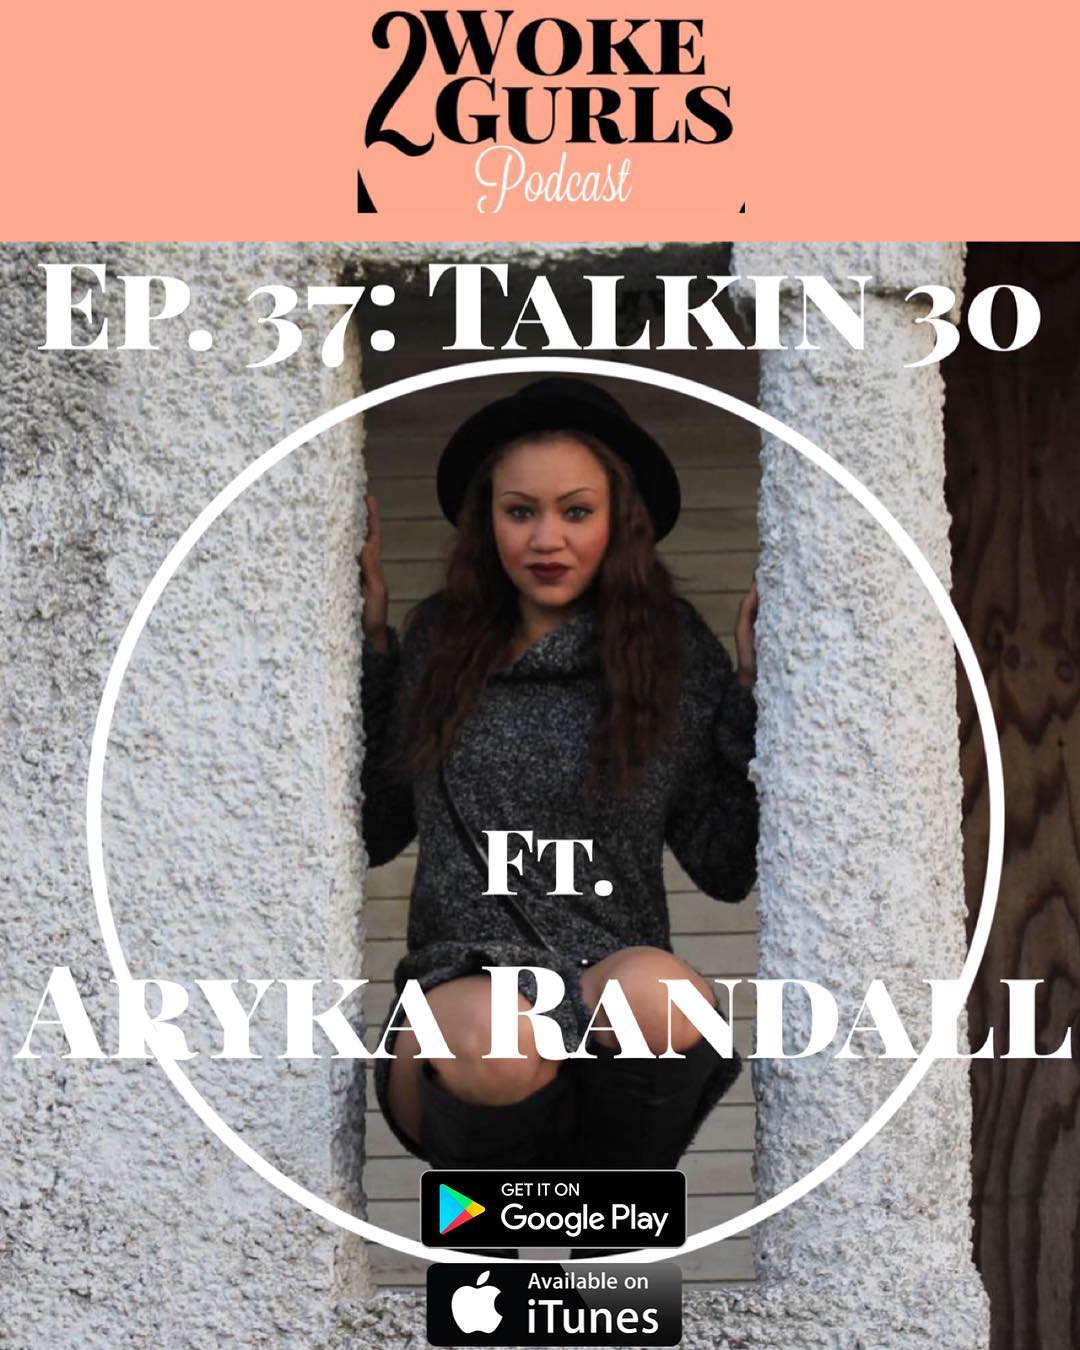 2 WOKE
GURLS
Podcast
EP. 37: TALKIN 30
FT.
ARYKA RANDALL
GET IT ON
Google Play
Available on
iTunes